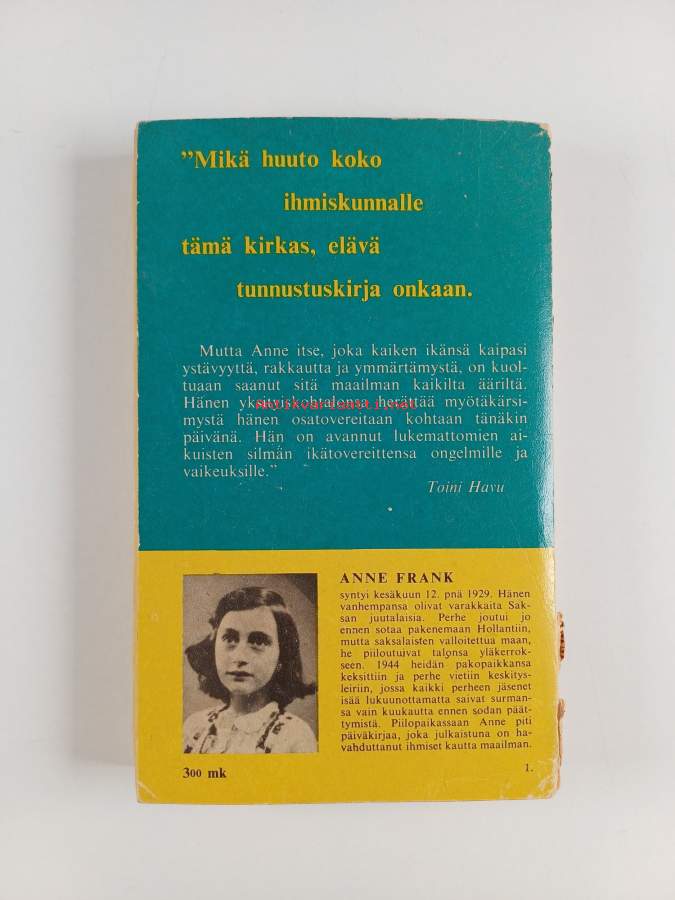 ”Mikä huuto koko
ihmiskunnalle
tämä kirkas, elävä
tunnustuskirja onkaan.
Mutta Anne itse, joka kaiken ikänsä kaipasi
ystävyyttä, rakkautta ja ymmärtämystä, on kuol-
tuaan saanut sitä maailman kaikilta ääriltä.
Hänen yksityiskohtalonsa herättää myötäkärsi-
antikvariaatti.net
mystä hänen osatovereitaan kohtaan tänäkin
päivänä. Hän on avannut lukemattomien ai-
kuisten silmän ikätovereittensa ongelmille ja
vaikeuksille.”
Toini Havu
ANNE FRANK
syntyi kesäkuun 12. pnä 1929. Hänen
vanhempansa olivat varakkaita Sak-
san juutalaisia. Perhe joutui jo
ennen sotaa pakenemaan Hollantiin,
mutta saksalaisten valloitettua maan,
he piiloutuivat talonsa yläkerrok-
seen. 1944 heidän pakopaikkansa
keksittiin ja perhe vietiin keskitys-
leiriin, jossa kaikki perheen jäsenet
isää lukuunottamatta saivat surman-
sa vain kuukautta ennen sodan päät-
tymistä. Piilopaikassaan Anne piti
päiväkirjaa, joka julkaistuna on ha-
vahduttanut ihmiset kautta maailman.
300 mk
1.